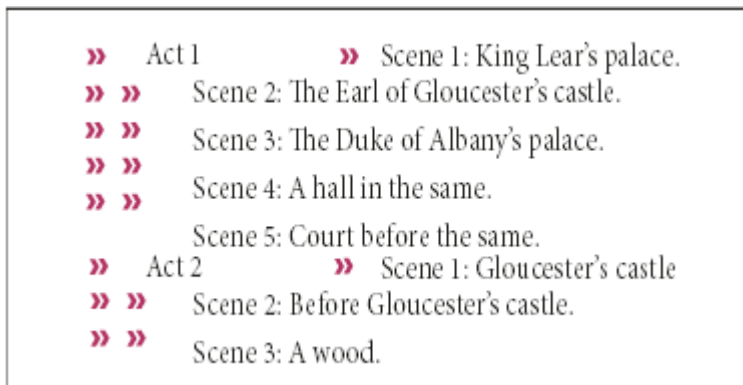 » Act 1 » Scene 1: King Lear's palace.
» » Scene 2: The Earl of Gloucester's castle.
» » Scene 3: The Duke of Albany's palace.
» » Scene 4: A hall in the same.
» » Scene 5: Court before the same.
» Act 2 » Scene 1: Gloucester's castle
» » Scene 2: Before Gloucester's castle.
» » Scene 3: A wood.